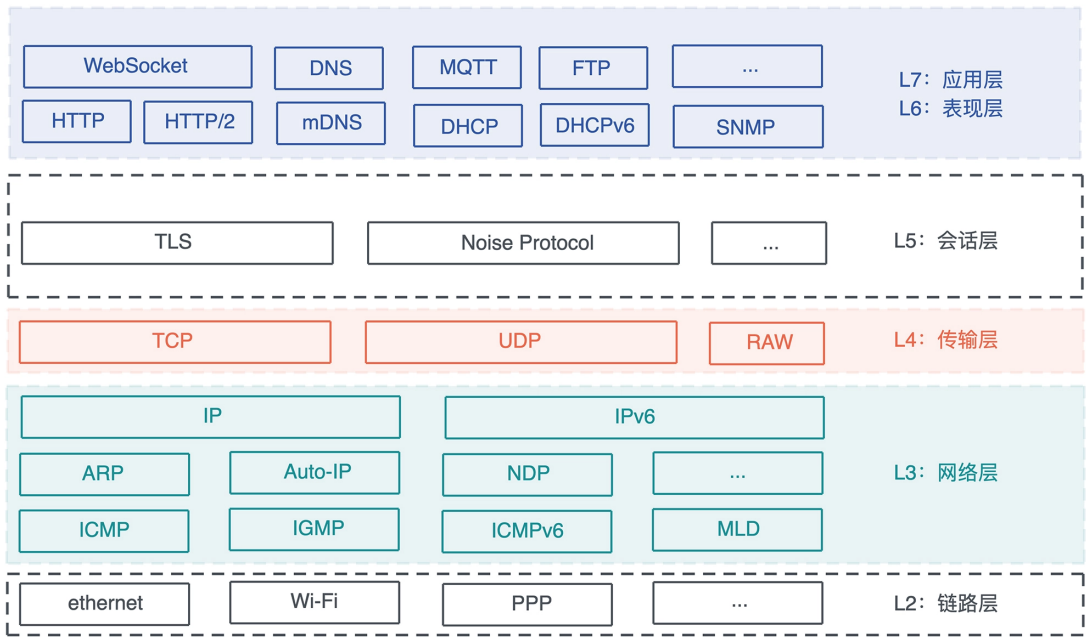 WebSocket
DNS
MQTT
FTP
...
L7：应用层
HTTP
HTTP/2
mDNS
DHCP
DHCPv6
SNMP
L6：表现层
TLS
Noise Protocol
...
L5：会话层
TCP
UDP
RAW
L4：传输层
IP
IPv6
ARP
Auto-IP
NDP
...
L3：网络层
ICMP
IGMP
ICMPv6
MLD
ethernet
Wi-Fi
PPP
...
L2：链路层